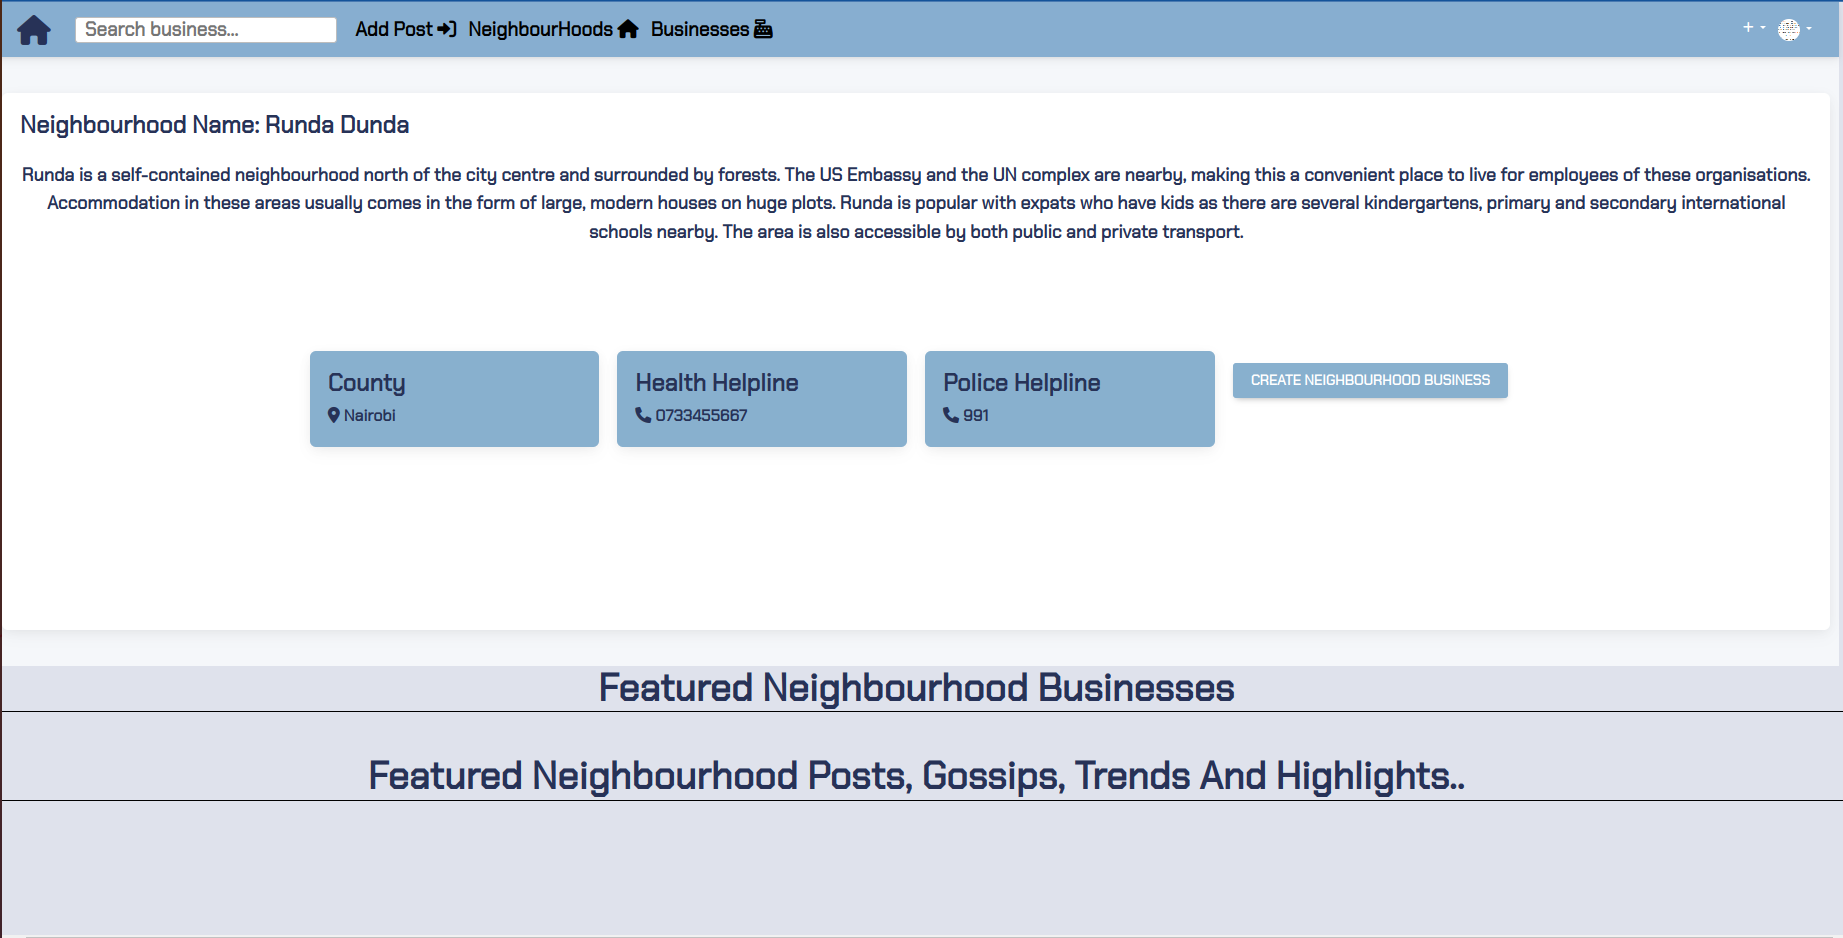 Search business...
Add Post
NeighbourHoods
Businesses
+
Neighbourhood Name: Runda Dunda
Runda is a self-contained neighbourhood north of the city centre and surrounded by forests. The US Embassy and the UN complex are nearby, making this a convenient place to live for employees of these organisations.
Accommodation in these areas usually comes in the form of large, modern houses on huge plots. Runda is popular with expats who have kids as there are several kindergartens, primary and secondary international
schools nearby. The area is also accessible by both public and private transport.
County
Nairobi
Health Helpline
0733455667
Police Helpline
991
CREATE NEIGHBOURHOOD BUSINESS
Featured Neighbourhood Businesses
Featured Neighbourhood Posts, Gossips, Trends And Highlights..